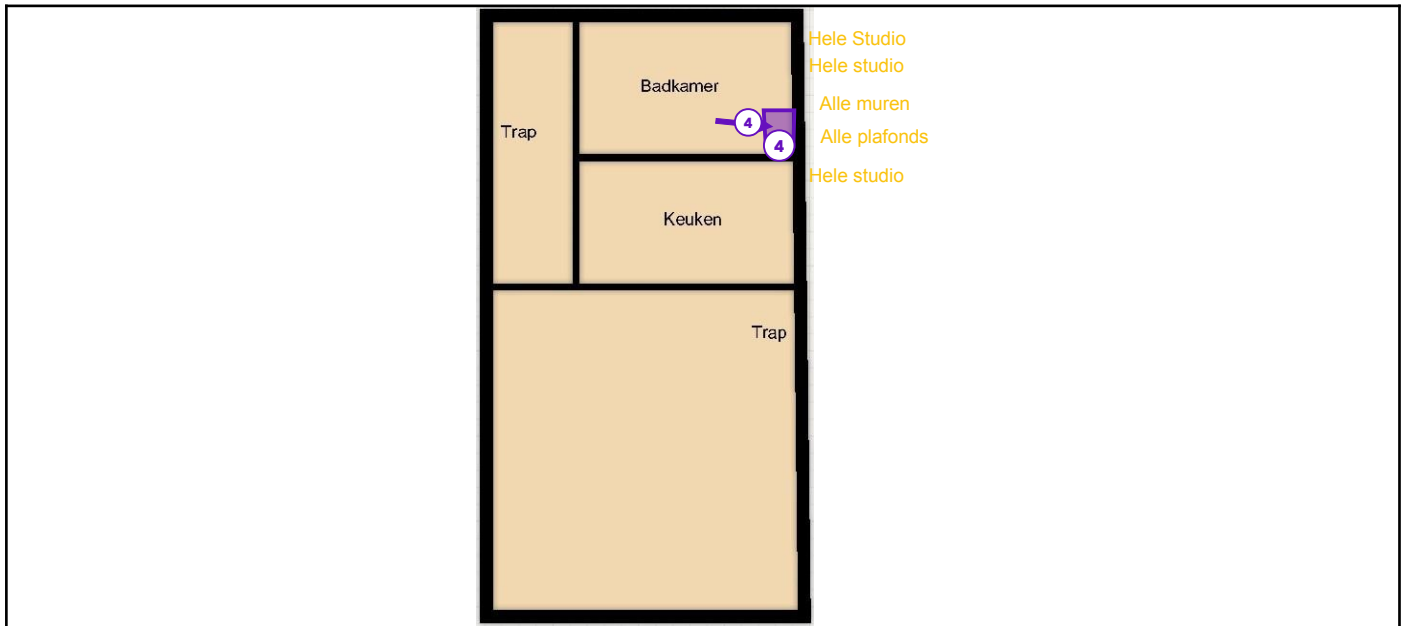 Hele Studio
Hele studio
Badkamer
Alle muren
4
Trap
Alle plafonds
4
Hele studio
Keuken
Trap